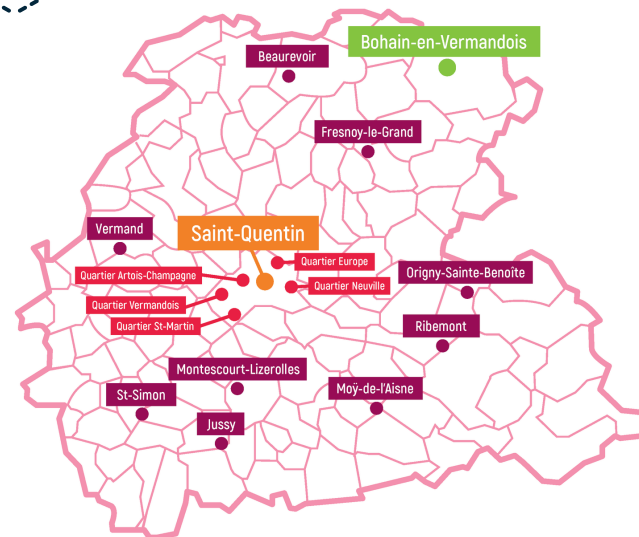 Bohain-en-Vermandois
Beaurevoir
Fresnoy-le-Grand
Vermand
Saint-Quentin
Quartier Europe
Quartier Artois-Champagne
Quartier Neuville
Origny-Sainte-Benoîte
Quartier Vermandois
Quartier St-Martin
Ribemont
Montescourt-Lizerolles
Moÿ-de-l'Aisne
St-Simon
Jussy